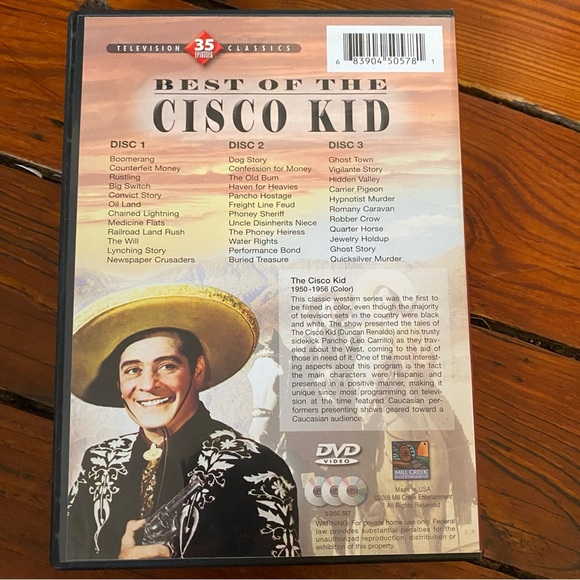 TELEVISION 35 CLASSICS
6 83904 50578 1
BEST OF THE
CISCO KID
DISC 1
Boomerang
Counterfeit Money
Rustling
Big Switch
Convict Story
Oil Land
Chained Lightning
Medicine Flats
Railroad Land Rush
The Will
Lynching Story
Newspaper Crusaders
DISC 2
Dog Story
Confession for Money
The Old Bum
Haven for Heavies
Pancho Hostage
Freight Line Feud
Phoney Sheriff
Uncle Disinherits Niece
The Phoney Heiress
Water Rights
Performance Bond
Buried Treasure
DISC 3
Ghost Town
Vigilante Story
Hidden Valley
Carrier Pigeon
Hypnotist Murder
Romany Caravan
Robber Crow
Quarter Horse
Jewelry Holdup
Ghost Story
Quicksilver Murder
The Cisco Kid
1950-1956 (Color)
This classic western series was the first to
be filmed in color, even though the majority
of television sets in the country were black
and white. The show presented the tales of
The Cisco Kid (Duncan Renaldo) and his trusty
sidekick Pancho (Leo Carrillo) as they trav-
eled about the West, coming to the aid of
those in need of it. One of the most interest-
ing aspects about this program is the fact
the main characters were Hispanic and
presented in a positive manner, making it
unique since most programming on televi-
sion at the time featured Caucasian per-
formers presenting shows geared toward a
Caucasian audience.
DVD
VIDEO
3-DISC SET
MILL CREEK
ENTERTAINMENT
Made in USA
©2008 Mill Creek Entertainment
All Rights Reserved
WARNING: For private home use only. Federal
law provides substantial penalties for the
unauthorized reproduction, distribution or
exhibition of this property.